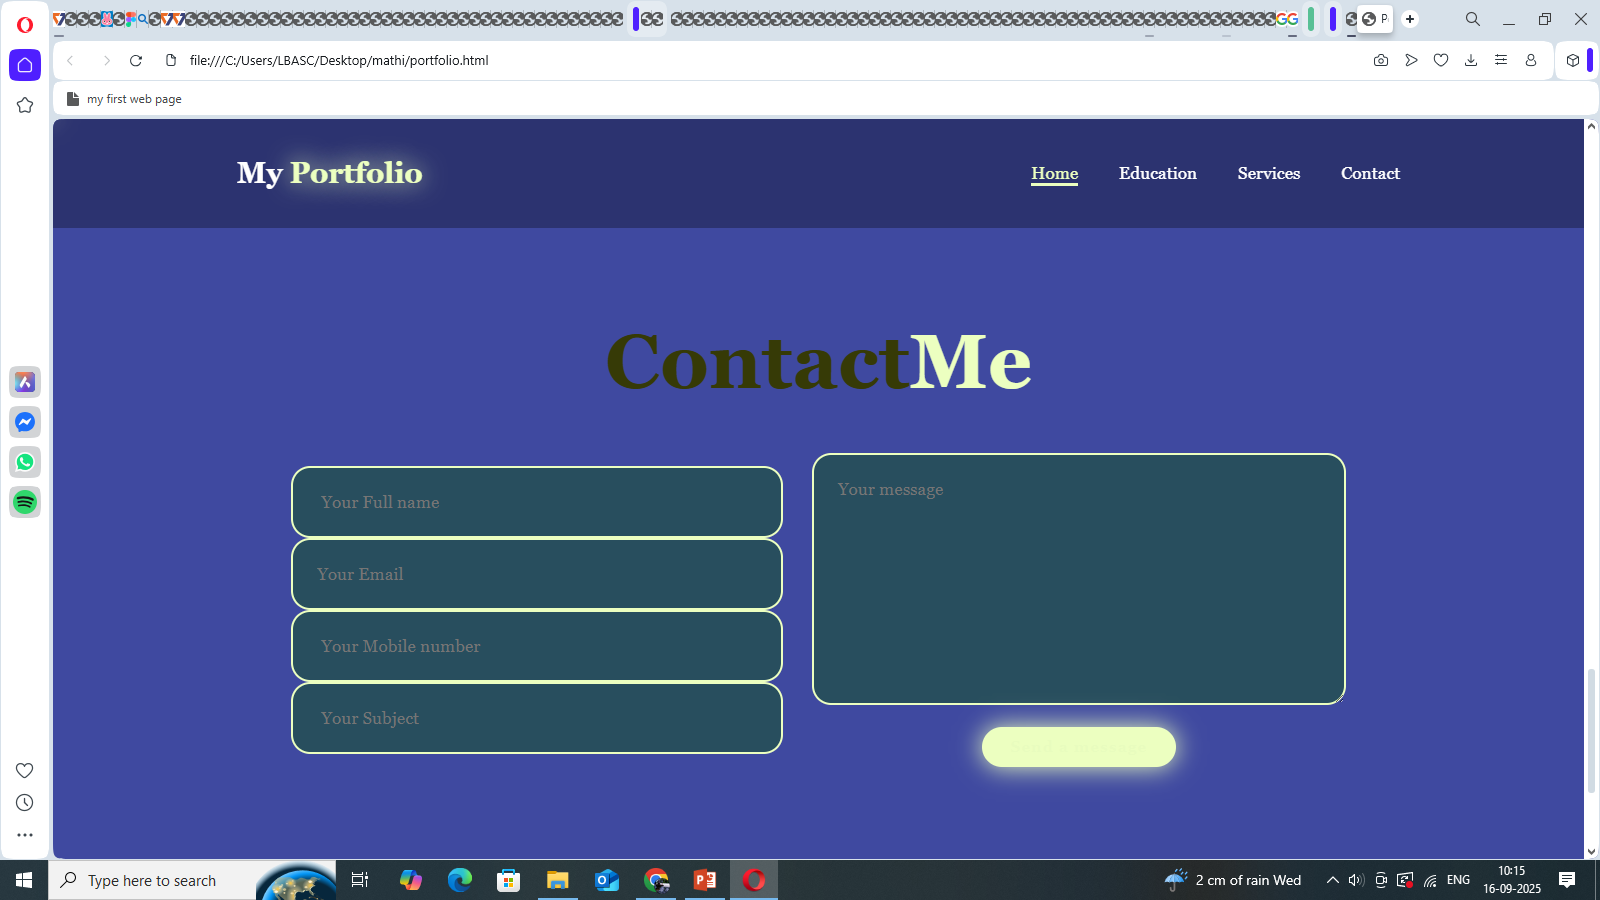 P
file:///C:/Users/LBASC/Desktop/mathi/portfolio.html
my first web page
My Portfolio
Home Education Services Contact
ContactMe
Your Full name
Your Email
Your Mobile number
Your Subject
Your message
Type here to search
2 cm of rain Wed
ENG
10:15
16-09-2025